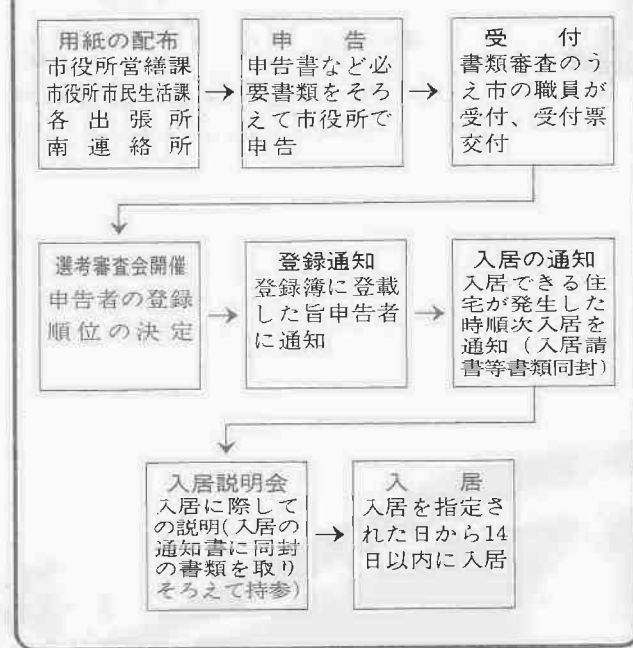 用紙の配布
市役所営繕課
市役所市民生活課
各出張所
南連絡所
申告
申告書など必
要書類をそろ
えて市役所で
申告
受付
書類審査のう
え市の職員が
受付、受付票
交付
選考審査会開催
申告者の登録
順位の決定
登録通知
登録簿に登載
した旨申告者
に通知
入居の通知
入居できる住
宅が発生した
時順次入居を
通知（入居請
書等書類同封）
入居説明会
入居に際して
の説明(入居の
通知書に同封
の書類を取り
そろえて持参)
入居
入居を指定さ
れた日から14
日以内に入居